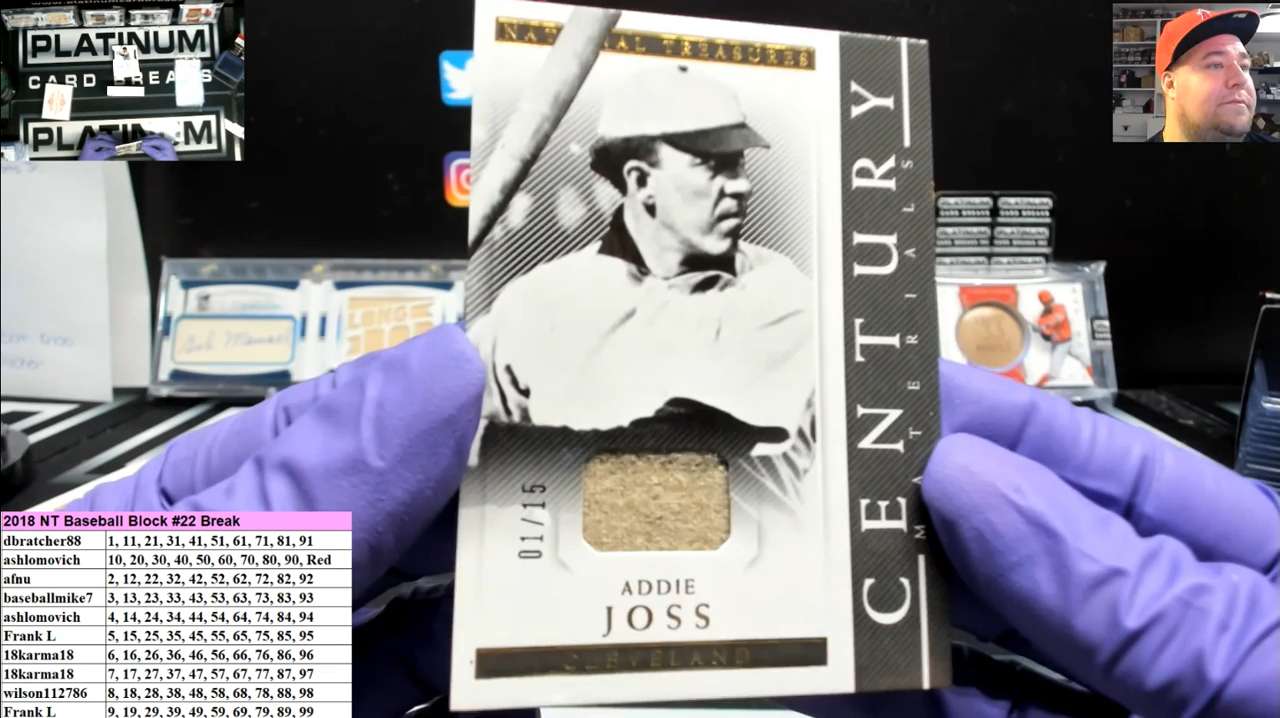 PLATINUM
CARD BREAKS
PLATINUM
NATIONAL TREASURES
CENTURY
MATERIALS
01/15
ADDIE
JOSS
CLEVELAND
LONG
2018 NT Baseball Block #22 Break
dbratcher88 1, 11, 21, 31, 41, 51, 61, 71, 81, 91
ashlomovich 10, 20, 30, 40, 50, 60, 70, 80, 90, Red
afnu 2, 12, 22, 32, 42, 52, 62, 72, 82, 92
baseballmike7 3, 13, 23, 33, 43, 53, 63, 73, 83, 93
ashlomovich 4, 14, 24, 34, 44, 54, 64, 74, 84, 94
Frank L 5, 15, 25, 35, 45, 55, 65, 75, 85, 95
18karma18 6, 16, 26, 36, 46, 56, 66, 76, 86, 96
18karma18 7, 17, 27, 37, 47, 57, 67, 77, 87, 97
wilson112786 8, 18, 28, 38, 48, 58, 68, 78, 88, 98
Frank L 9, 19, 29, 39, 49, 59, 69, 79, 89, 99